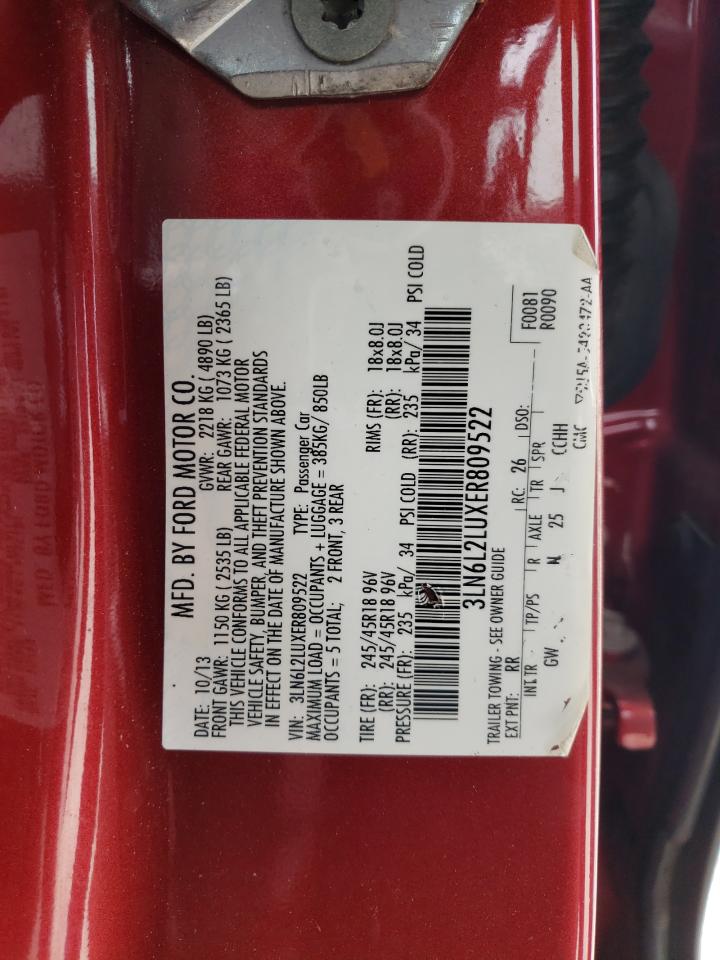 MFD. BY FORD MOTOR CO.
DATE: 10/13 GVWR: 2218 KG ( 4890 LB)
FRONT GAWR: 1150 KG ( 2535 LB) REAR GAWR: 1073 KG ( 2365 LB)
THIS VEHICLE CONFORMS TO ALL APPLICABLE FEDERAL MOTOR
VEHICLE SAFETY, BUMPER, AND THEFT PREVENTION STANDARDS
IN EFFECT ON THE DATE OF MANUFACTURE SHOWN ABOVE.
VIN: 3LN6L2LUXER809522 TYPE: Passenger Car
MAXIMUM LOAD = OCCUPANTS + LUGGAGE = 385KG/ 850LB
OCCUPANTS = 5 TOTAL; 2 FRONT, 3 REAR
TIRE (FR): 245/45R18 96V RIMS (FR): 18x8.0J
(RR): 245/45R18 96V (RR): 18x8.0J
PRESSURE (FR): 235 kPa/ 34 PSI COLD (RR): 235 kPa/ 34 PSI COLD
3LN6L2LUXER809522
TRAILER TOWING - SEE OWNER GUIDE
EXT PNT: RR RC: 26 DSO: F0081
R0090
INT TR TP/PS R AXLE TR SPR
GW 25 J CCHH
CMC